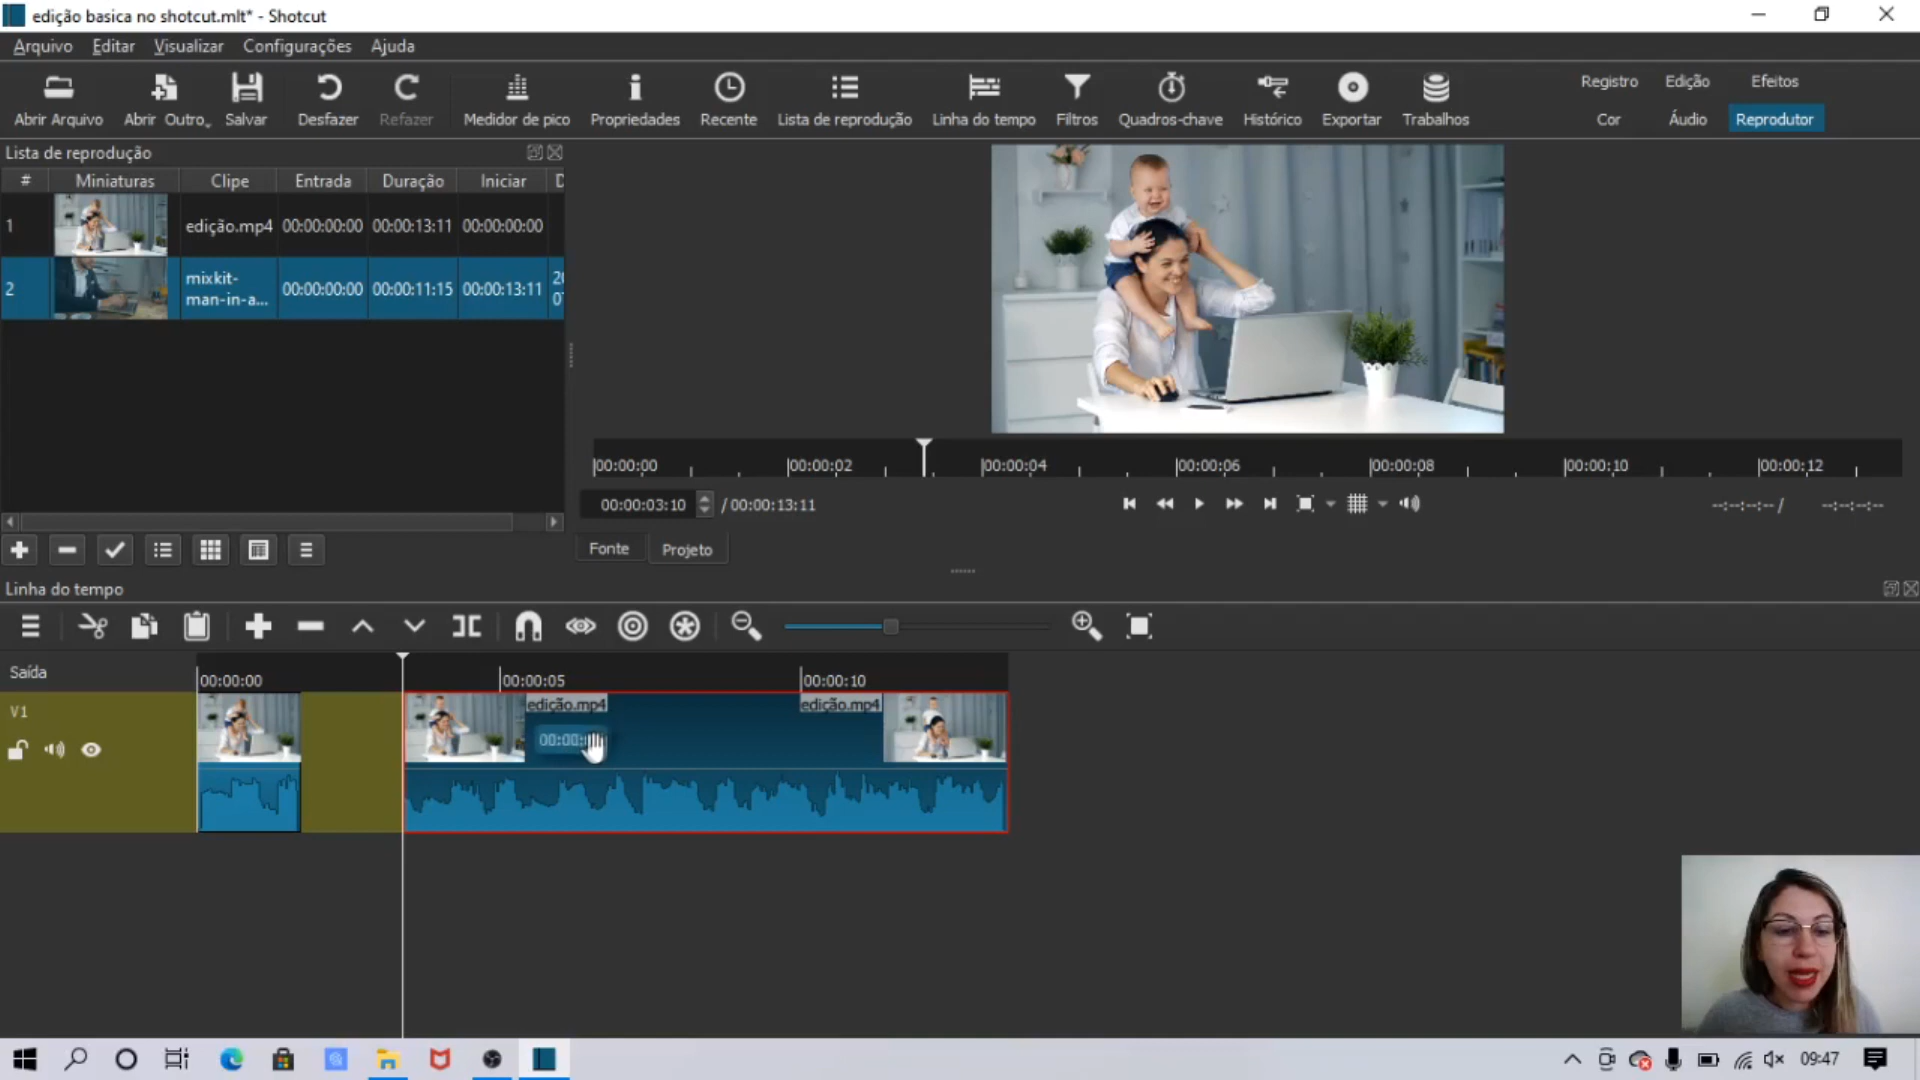 edição basica no shotcut.mlt* - Shotcut
Arquivo Editar Visualizar Configurações Ajuda
Abrir Arquivo Abrir Outro Salvar Desfazer Refazer Medidor de pico Propriedades Recente Lista de reprodução Linha do tempo Filtros Quadros-chave Histórico Exportar Trabalhos
Registro Edição Efeitos
Cor Áudio Reprodutor
Lista de reprodução
# Miniaturas Clipe Entrada Duração Iniciar
1 edição.mp4 00:00:00:00 00:00:13:11 00:00:00:00
2 mixkit-
man-in-a... 00:00:00:00 00:00:11:15 00:00:13:11
00:00:00 00:00:02 00:00:04 00:00:06 00:00:08 00:00:10 00:00:12
00:00:03:10 / 00:00:13:11 --:--:--:-- / --:--:--:--
Fonte Projeto
Linha do tempo
Saída
00:00:00 00:00:05 00:00:10
V1
edição.mp4 edição.mp4
09:47